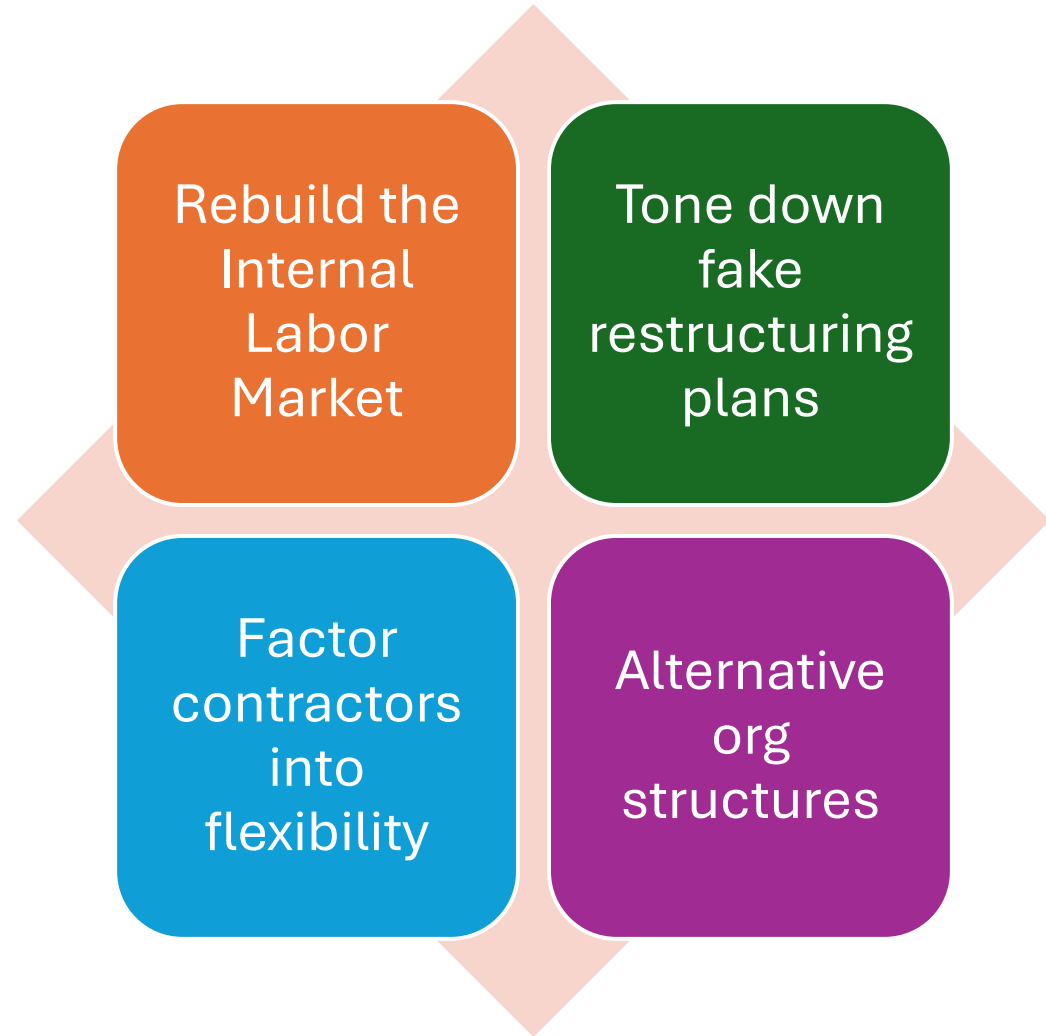 Rebuild the
Internal
Labor
Market
Tone down
fake
restructuring
plans
Factor
contractors
into
flexibility
Alternative
org
structures